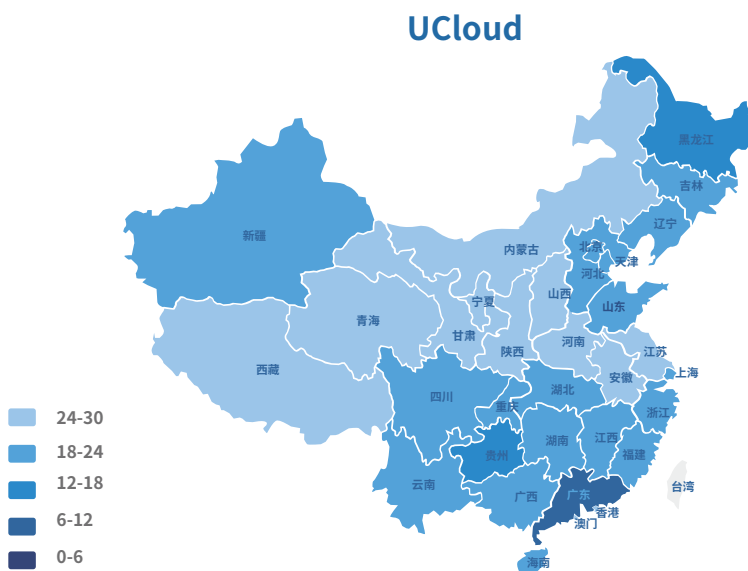 UCloud
黑龙江
吉林
辽宁
新疆
内蒙古
北京
天津
河北
宁夏
山西
山东
青海
甘肃
河南
陕西
江苏
西藏
安徽
上海
四川
湖北
重庆
浙江
湖南
江西
贵州
福建
云南
广西
广东
台湾
香港
澳门
海南
24-30
18-24
12-18
6-12
0-6